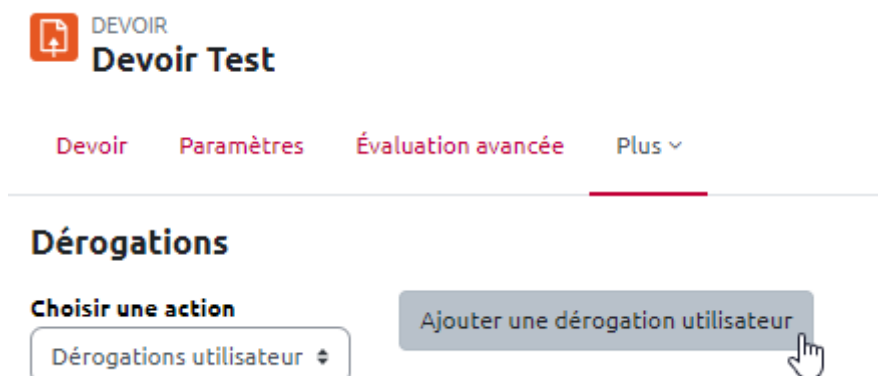 DEVOIR
Devoir Test
Devoir Paramètres Évaluation avancée Plus
Dérogations
Choisir une action
Ajouter une dérogation utilisateur
Dérogations utilisateur